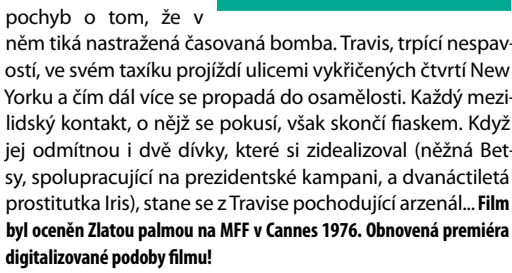 pochyb o tom, že v
něm tiká nastražená časovaná bomba. Travis, trpící nespav-
ostí, ve svém taxíku projíždí ulicemi vykřičených čtvrtí New
Yorku a čím dál více se propadá do osamělosti. Každý mezi-
lidský kontakt, o nějž se pokusí, však skončí fiaskem. Když
jej odmítnou i dvě dívky, které si zidealizoval (něžná Bet-
sy, spolupracující na prezidentské kampani, a dvanáctiletá
prostitutka Iris), stane se z Travise pochodující arzenál... Film
byl oceněn Zlatou palmou na MFF v Cannes 1976. Obnovená premiéra
digitalizované podoby filmu!